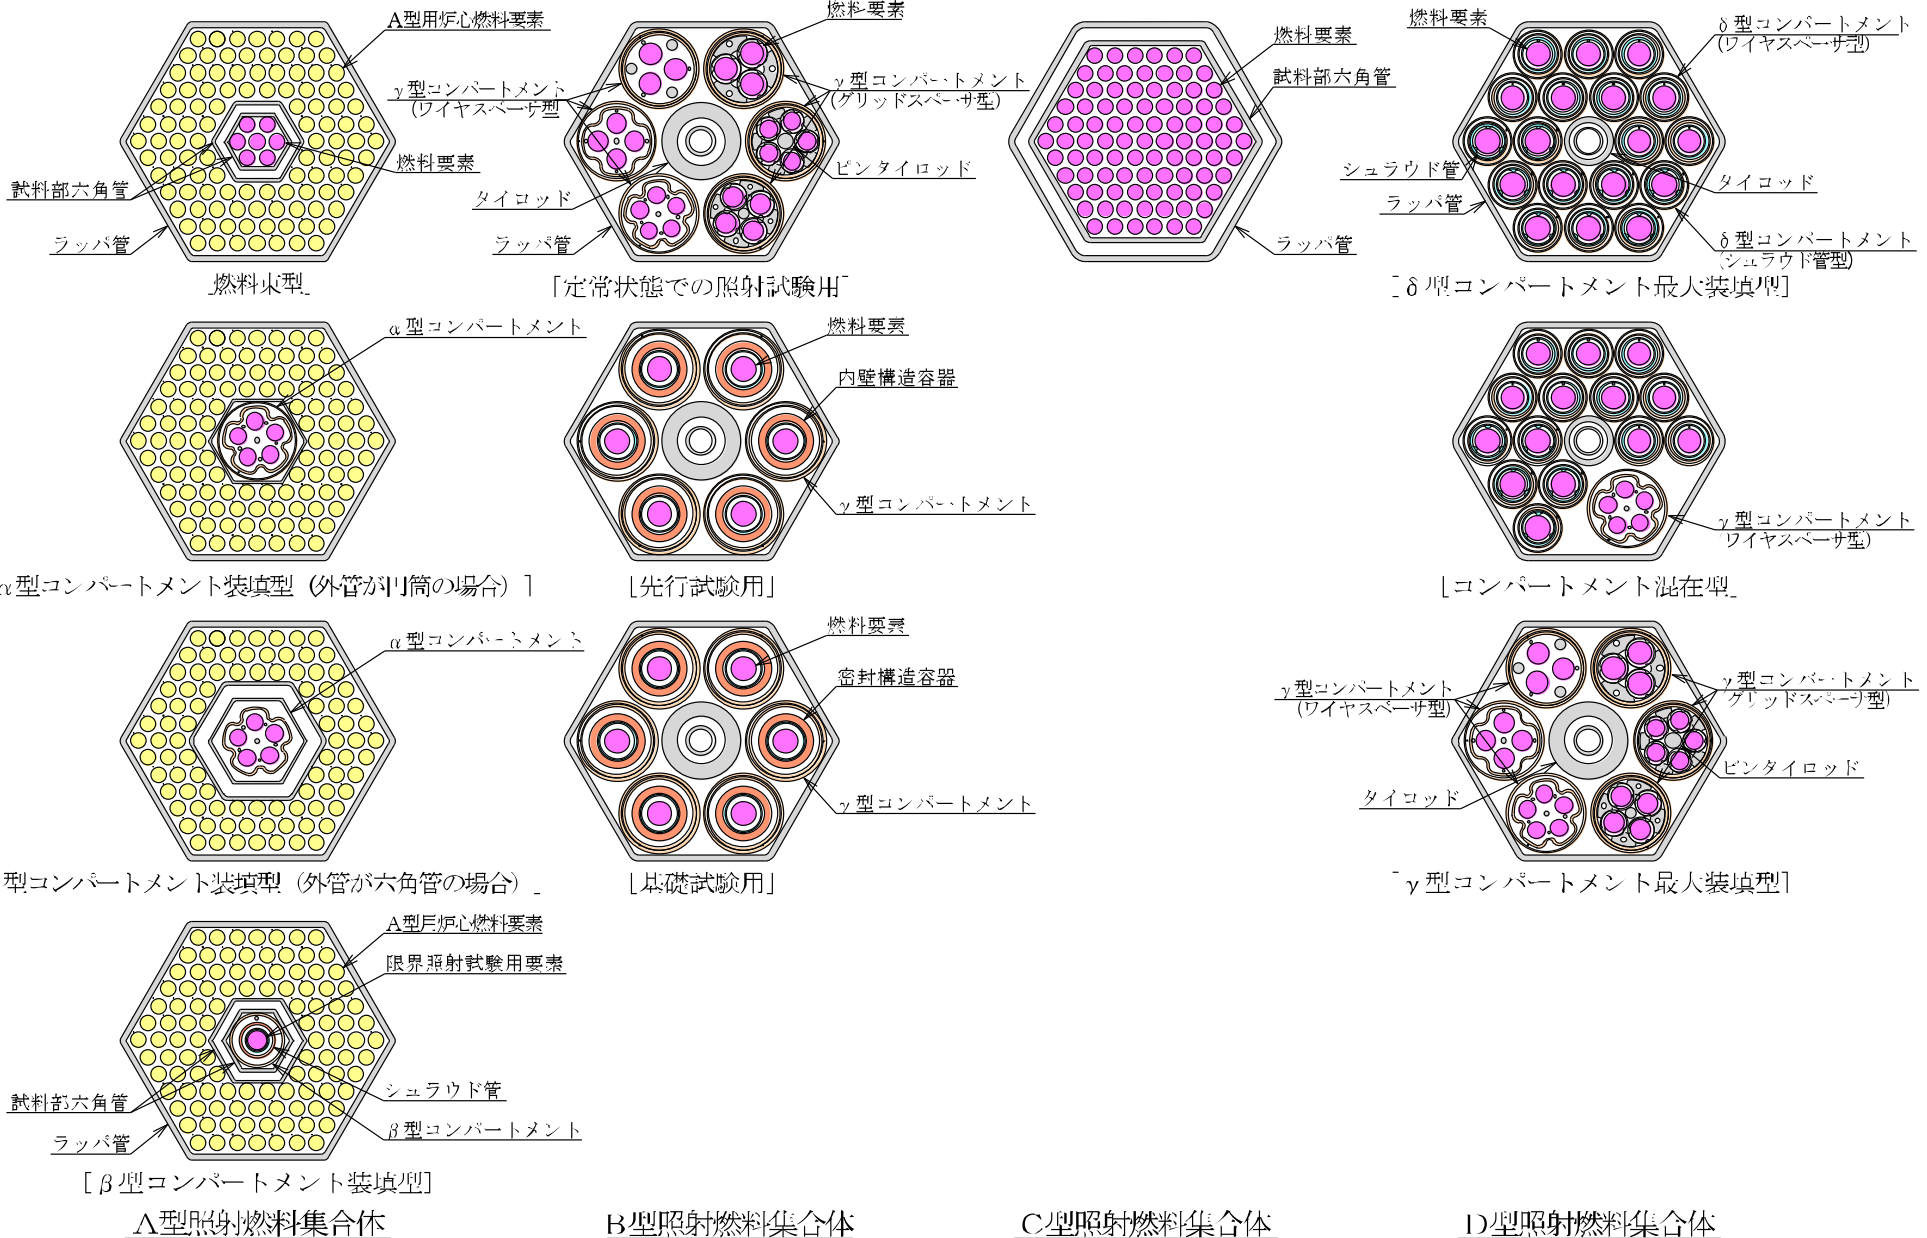 A型用炉心燃料要素
試料部六角管
燃料要素
ラッパ管
燃料束型
燃料要素
γ型コンパートメント
(ワイヤスペーサ型
γ型コンパートメント
(グリッドスペーサ型)
ピンタイロッド
タイロッド
ラッパ管
「定常状態での照射試験用」
燃料要素
試料部六角管
ラッパ管
燃料要素
δ型コンパートメント
(ワイヤスペーサ型)
シュラウド管
タイロッド
ラッパ管
δ型コンパートメント
(シュラウド管型)
[δ型コンパートメント最大装填型]
α型コンパートメント
α型コンパートメント装填型（外管が円筒の場合）]
燃料要素
内壁構造容器
γ型コンパートメント
[先行試験用]
γ型コンパートメント
ワイヤスペーサ型)
[コンパートメント混在型]
α型コンパートメント
型コンパートメント装填型（外管が六角管の場合）
燃料要素
密封構造容器
γ型コンパートメント
[基礎試験用]
γ型コンパートメント
(ワイヤスペーサ型)
γ型コンパートメント
グリッドスペーサ型)
ピンタイロッド
タイロッド
「γ型コンパートメント最大装填型]
A型用炉心燃料要素
限界照射試験用要素
試料部六角管
シュラウド管
β型コンパートメント
ラッパ管
[β型コンパートメント装填型]
A型照射燃料集合体
B型照射燃料集合体
C型照射燃料集合体
D型照射燃料集合体